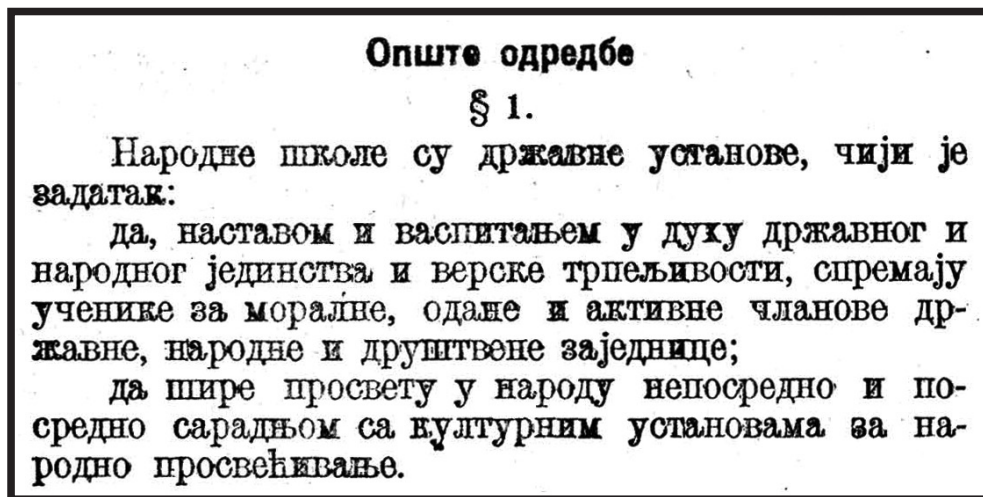 Опште одредбе
§ 1.
Народне школе су државне установе, чији је
задатак:
да, наставом и васпитањем у духу државног и
народног јединства и верске трпељивости, спремају
ученике за моралне, одане и активне чланове др-
жавне, народне и друштвене заједнице;
да шире просвету у народу непосредно и по-
средно сарадњом са културним установама за на-
родно просвећивање.